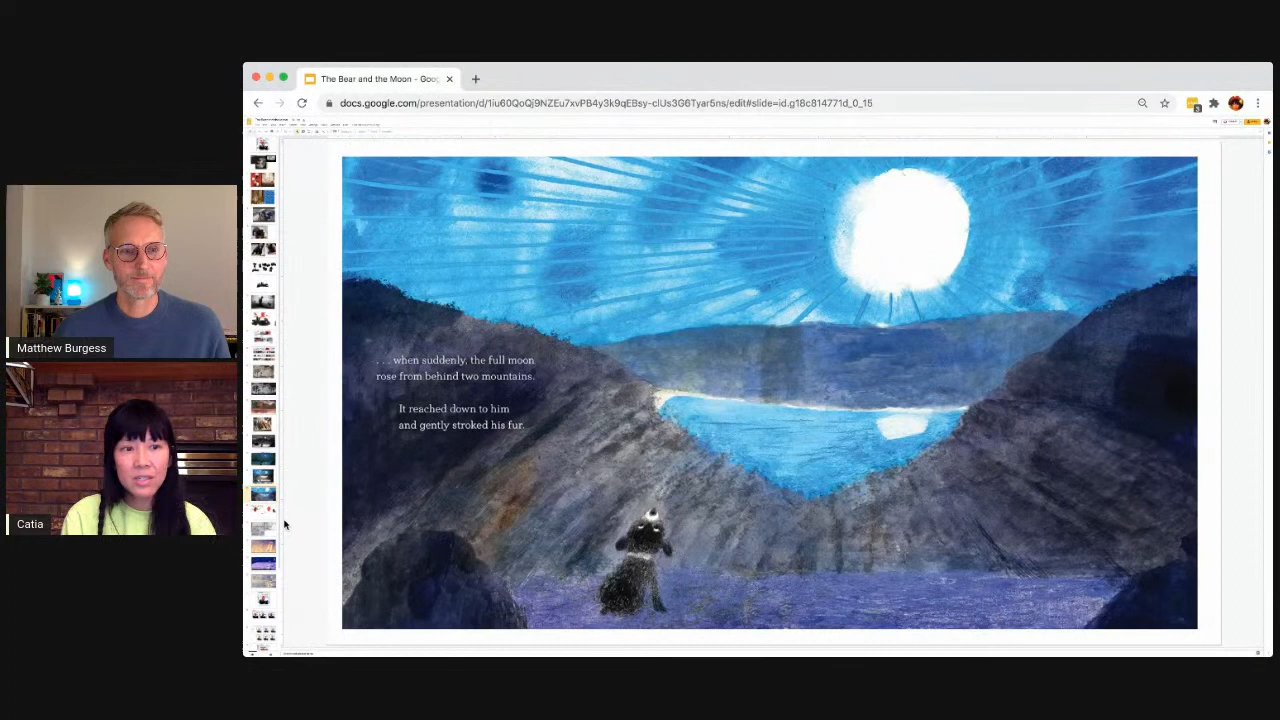 The Bear and the Moon - Goo
docs.google.com/presentation/d/1iu60QoQj9NZEu7xvPB4y3k9qEBsy-clUs3G6Tyar5ns/edit#slide=id.g18c814771d_0_15
. . . when suddenly, the full moon
rose from behind two mountains.
It reached down to him
and gently stroked his fur.
Matthew Burgess
Catia